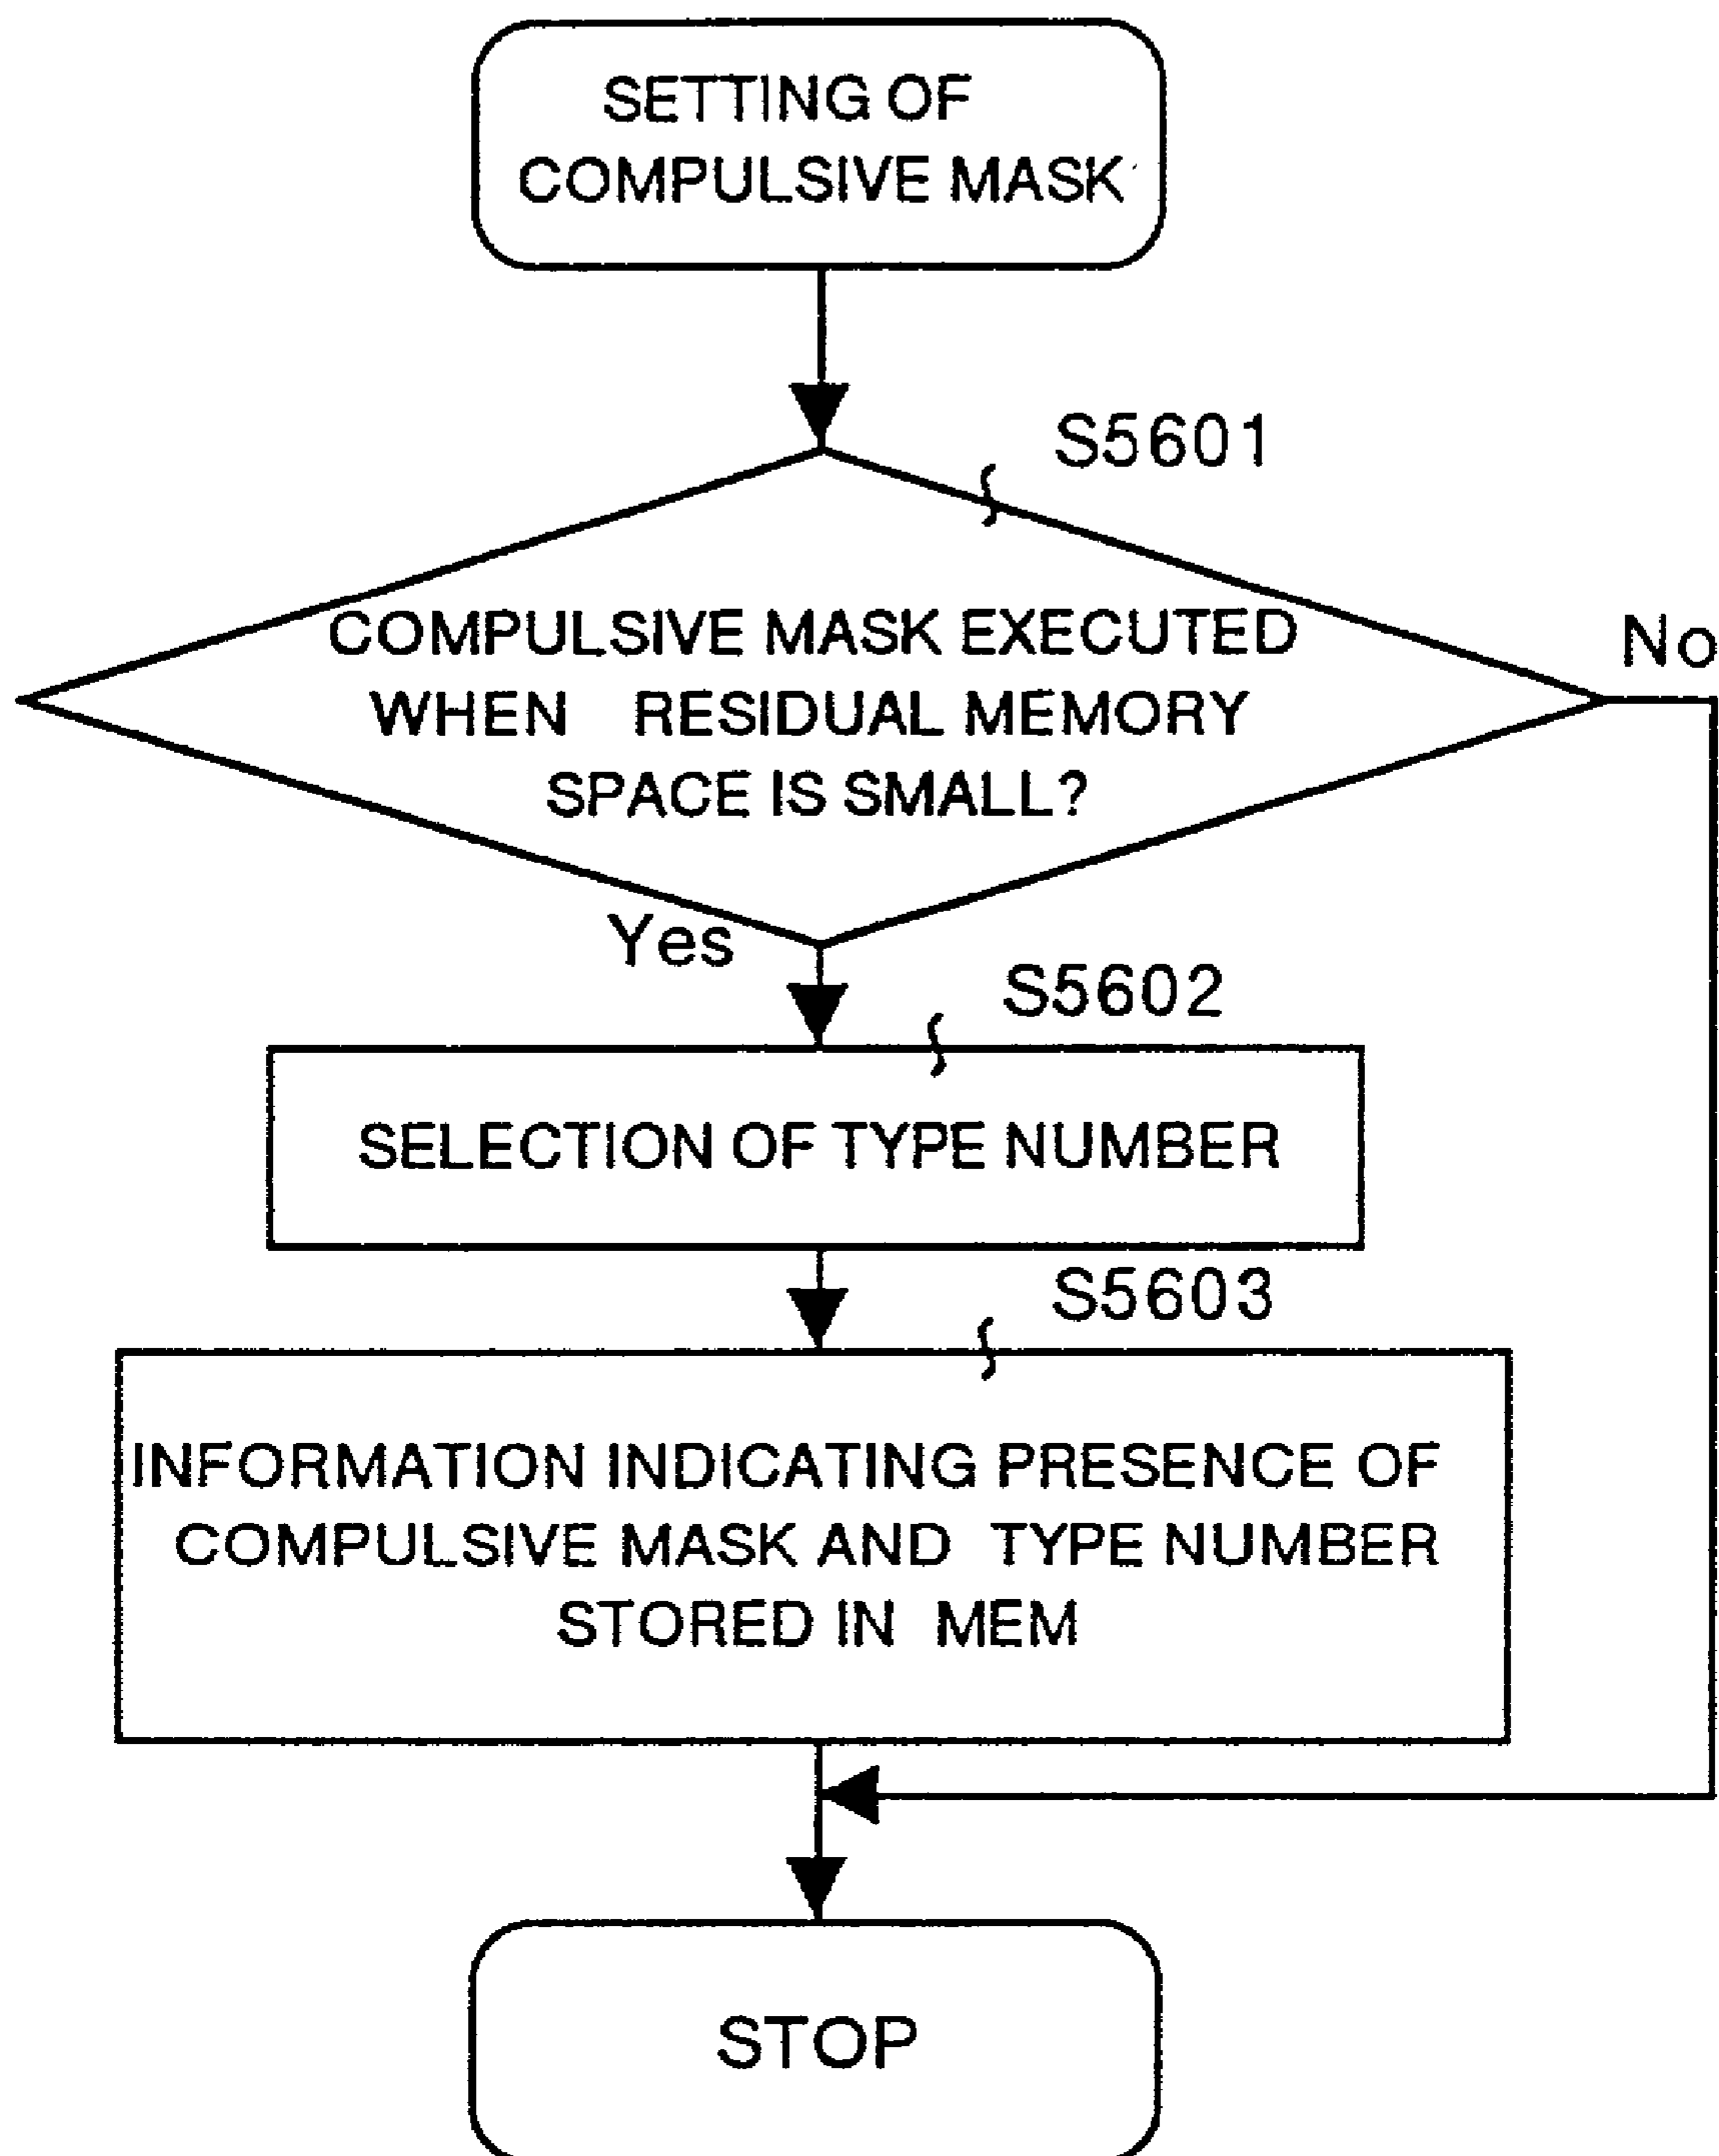 SETTING OF
COMPULSIVE MASK
S5601
COMPULSIVE MASK EXECUTED
WHEN RESIDUAL MEMORY
SPACE IS SMALL?
No
Yes
S5602
SELECTION OF TYPE NUMBER
S5603
INFORMATION INDICATING PRESENCE OF
COMPULSIVE MASK AND TYPE NUMBER
STORED IN MEM
STOP